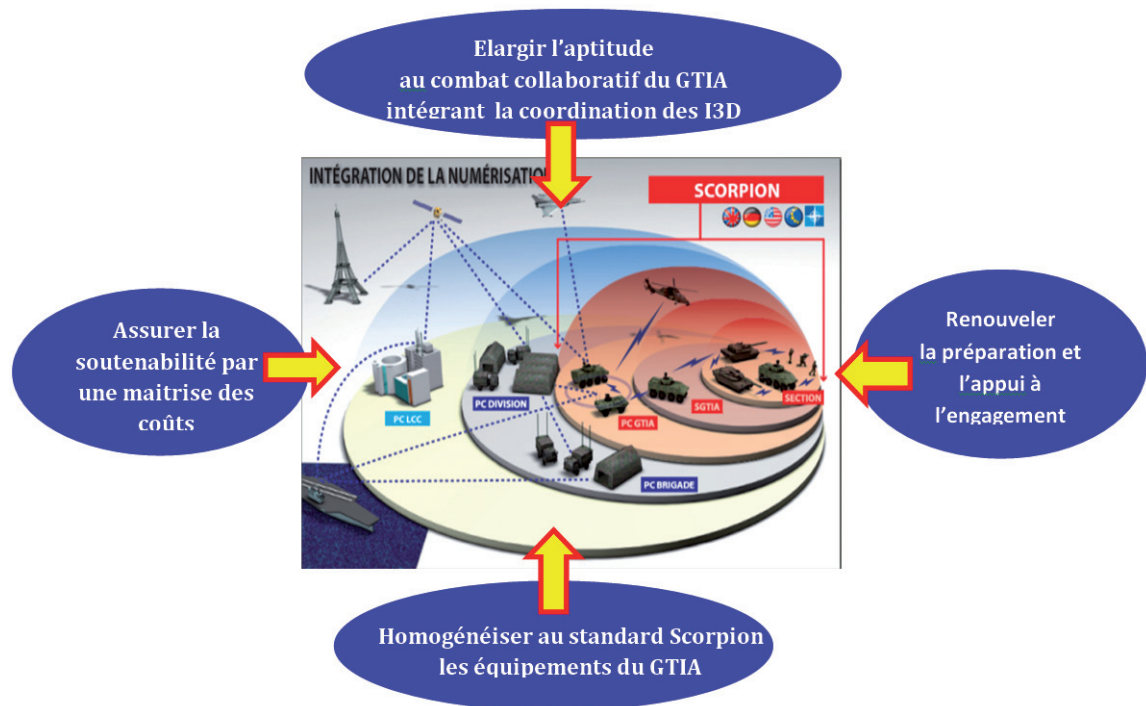 Elargir l’aptitude
au combat collaboratif du GTIA
intégrant la coordination des I3D
INTÉGRATION DE LA NUMÉRISATION
SCORPION
Assurer la
soutenabilité par
une maitrise des
coûts
Renouveler
la préparation et
l’appui à
l’engagement
PC LCC
PC DIVISION
PC GTIA
SGTIA
SECTION
PC BRIGADE
Homogénéiser au standard Scorpion
les équipements du GTIA